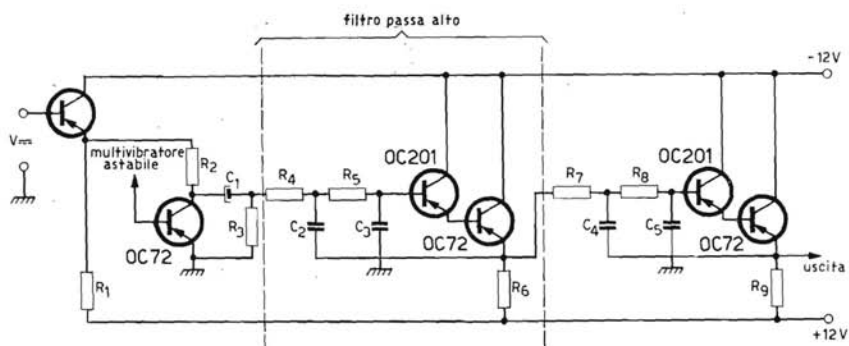 filtro passa alto
-12V
V
multivibratore
astabile
R2
C1
R3
OC72
R1
R4
C2
R5
C3
OC201
OC72
R6
R7
C4
R8
C5
OC201
OC72
uscita
R9
+12V